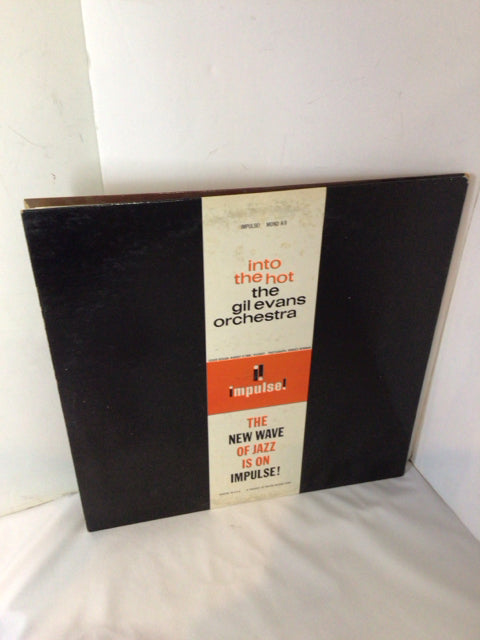 IMPULSE! MONO A-9
into
the hot
the
gil evans
orchestra
impulse!
THE
NEW WAVE
OF JAZZ
IS ON
IMPULSE!